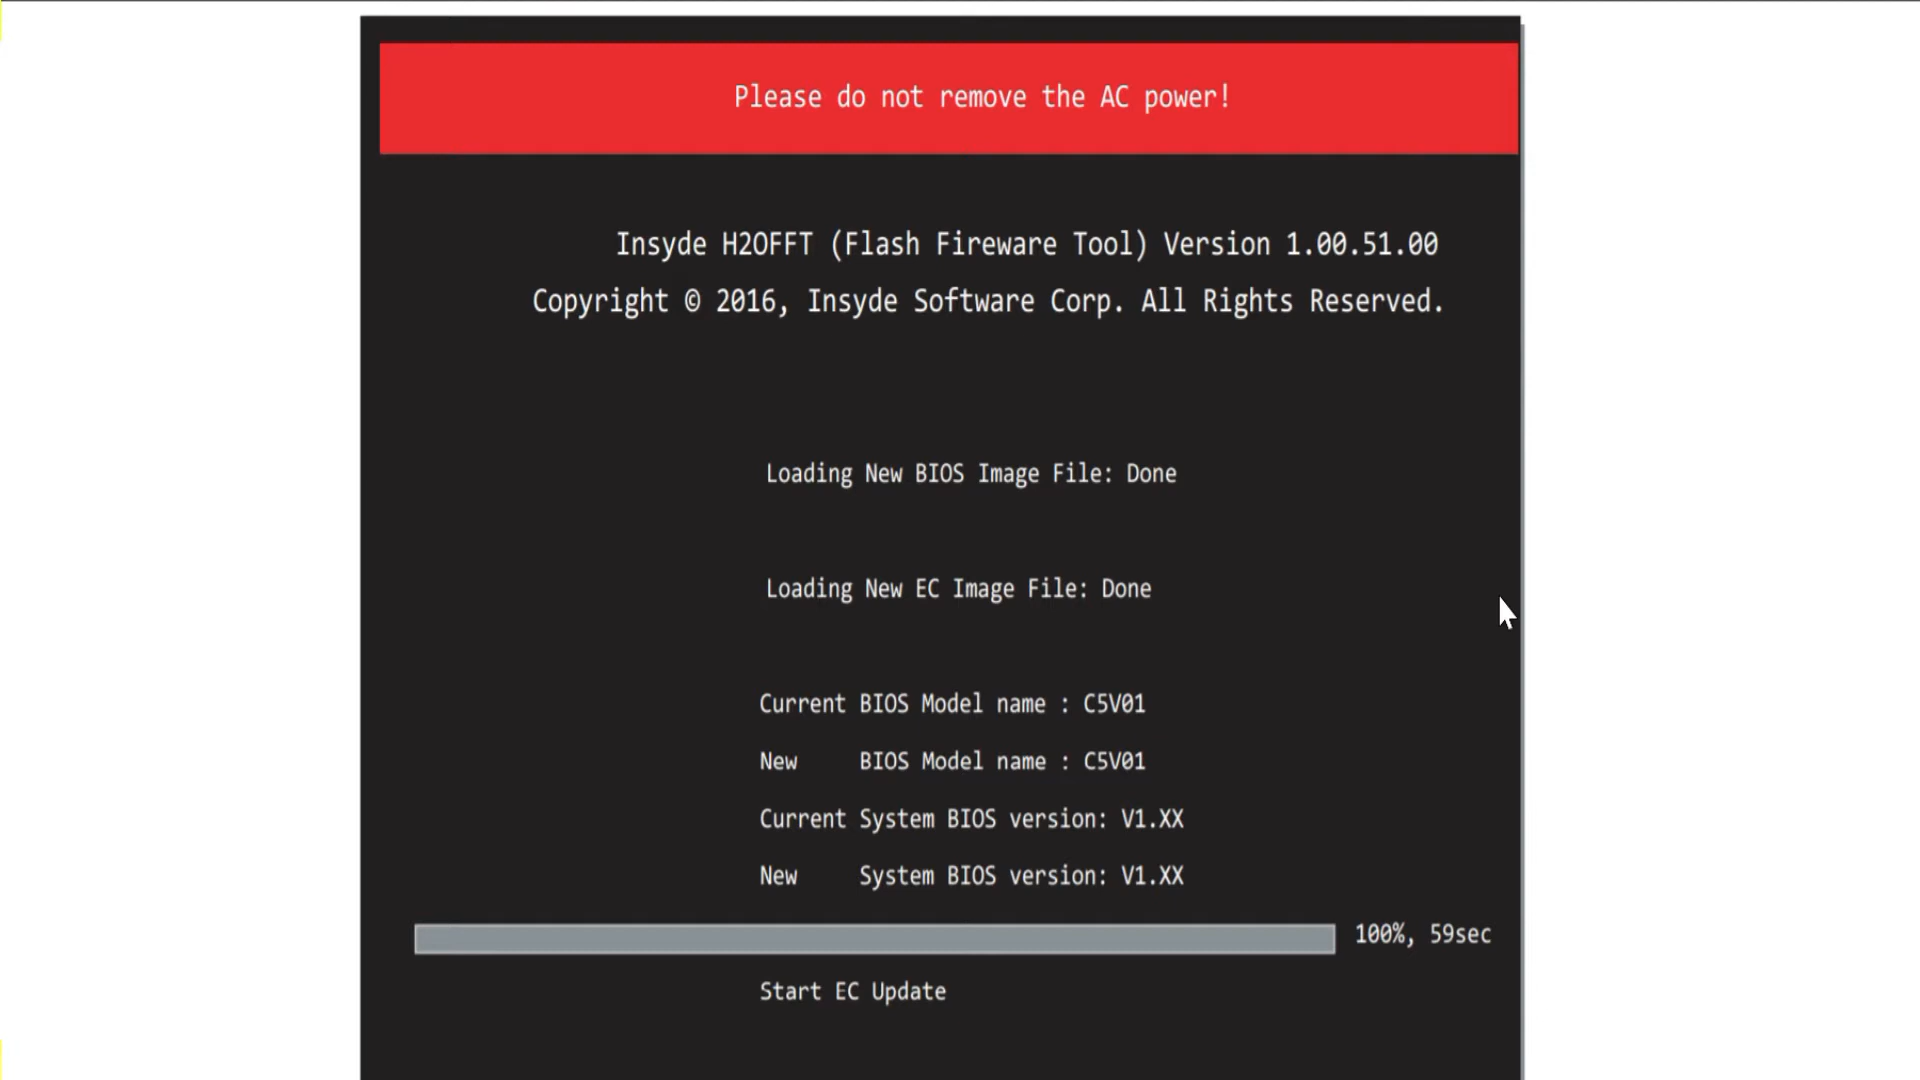 Please do not remove the AC power!
Insyde H2OFFT (Flash Fireware Tool) Version 1.00.51.00
Copyright © 2016, Insyde Software Corp. All Rights Reserved.
Loading New BIOS Image File: Done
Loading New EC Image File: Done
Current BIOS Model name : C5V01
New BIOS Model name : C5V01
Current System BIOS version: V1.XX
New System BIOS version: V1.XX
100%, 59sec
Start EC Update